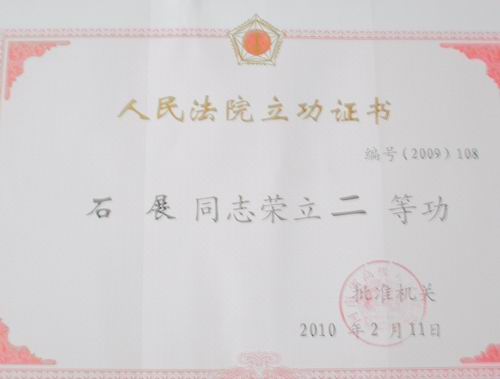 人民法院立功证书
编号(2009)108
石 展 同志荣立 二 等功
批准机关
2010 年 2 月 11日